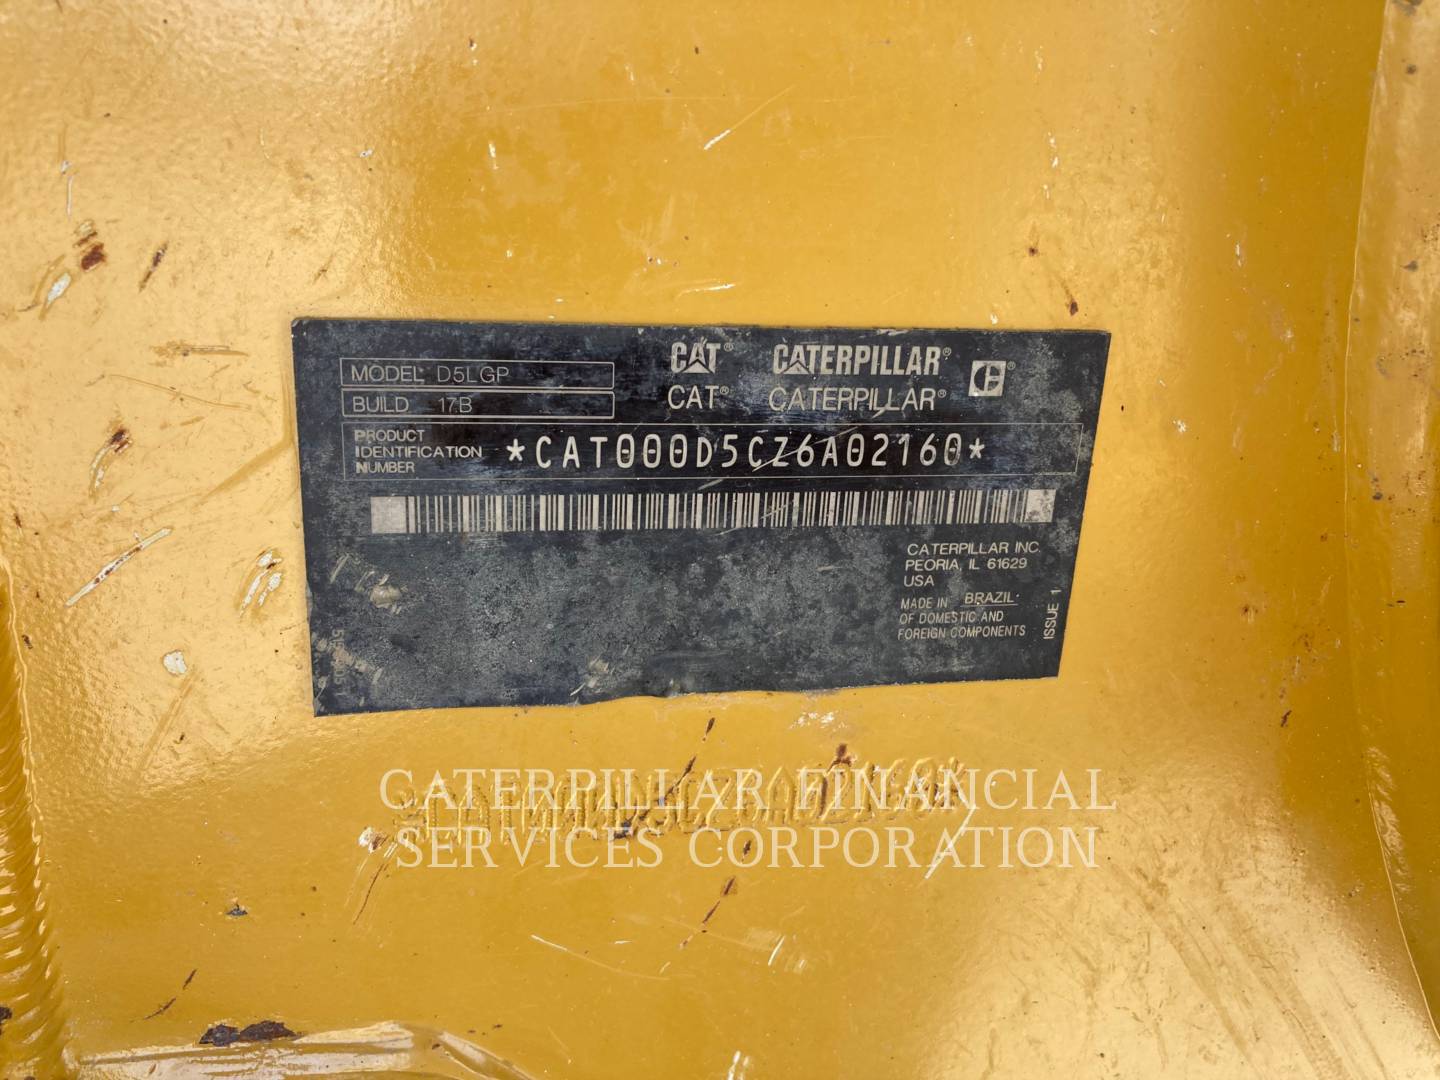 MODEL D5LGP
BUILD 17B
CAT® CATERPILLAR®
CAT® CATERPILLAR®
PRODUCT
IDENTIFICATION
NUMBER
*CAT000D5CZ6A02160*
CATERPILLAR INC.
PEORIA, IL 61629
USA
MADE IN BRAZIL
OF DOMESTIC AND
FOREIGN COMPONENTS
ISSUE 1
*CAT000D5CZ6A02160*
CATERPILLAR FINANCIAL
SERVICES CORPORATION